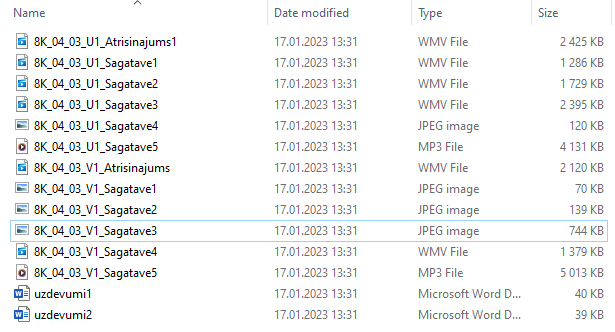 Name Date modified Type Size
8K_04_03_U1_Atrisinajums1 17.01.2023 13:31 WMV File 2 425 KB
8K_04_03_U1_Sagatave1 17.01.2023 13:31 WMV File 1 286 KB
8K_04_03_U1_Sagatave2 17.01.2023 13:31 WMV File 1 729 KB
8K_04_03_U1_Sagatave3 17.01.2023 13:31 WMV File 2 395 KB
8K_04_03_U1_Sagatave4 17.01.2023 13:31 JPEG image 120 KB
8K_04_03_U1_Sagatave5 17.01.2023 13:31 MP3 File 4 131 KB
8K_04_03_V1_Atrisinajums 17.01.2023 13:31 WMV File 2 120 KB
8K_04_03_V1_Sagatave1 17.01.2023 13:31 JPEG image 70 KB
8K_04_03_V1_Sagatave2 17.01.2023 13:31 JPEG image 139 KB
8K_04_03_V1_Sagatave3 17.01.2023 13:31 JPEG image 744 KB
8K_04_03_V1_Sagatave4 17.01.2023 13:31 WMV File 1 379 KB
8K_04_03_V1_Sagatave5 17.01.2023 13:31 MP3 File 5 013 KB
uzdevumi1 17.01.2023 13:31 Microsoft Word D... 40 KB
uzdevumi2 17.01.2023 13:31 Microsoft Word D... 39 KB